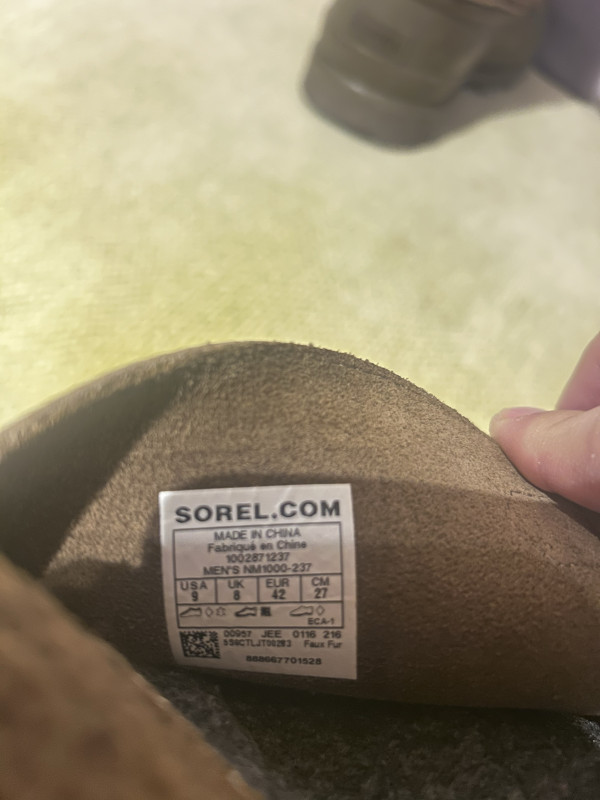 SOREL.COM
MADE IN CHINA
Fabriqué en Chine
1002871237
MEN'S NM1000-237
USA UK EUR CM
9 8 42 27
ECA-1
00957 JEE 0116 216
Faux Fur
888667701528